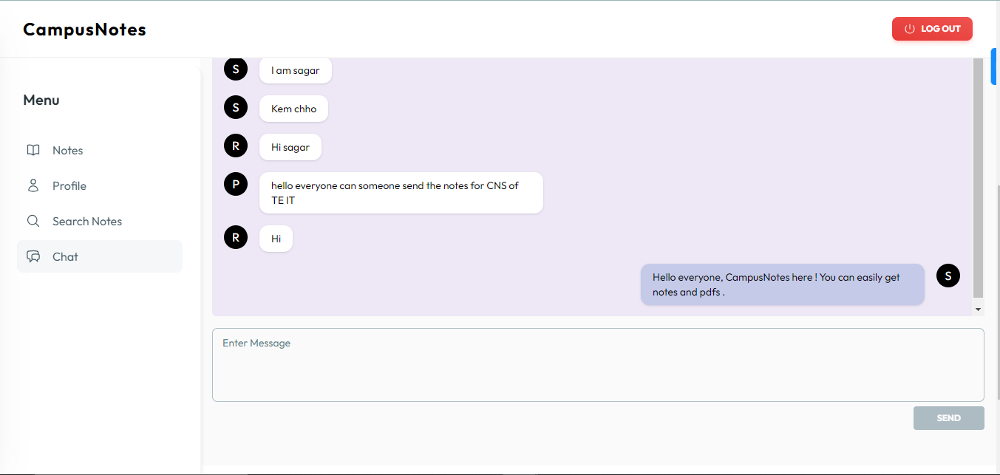 CampusNotes
LOG OUT
Menu
Notes
Profile
Search Notes
Chat
S
I am sagar
S
Kem chho
R
Hi sagar
P
hello everyone can someone send the notes for CNS of
TE IT
R
Hi
Hello everyone, CampusNotes here ! You can easily get
notes and pdfs .
S
Enter Message
SEND